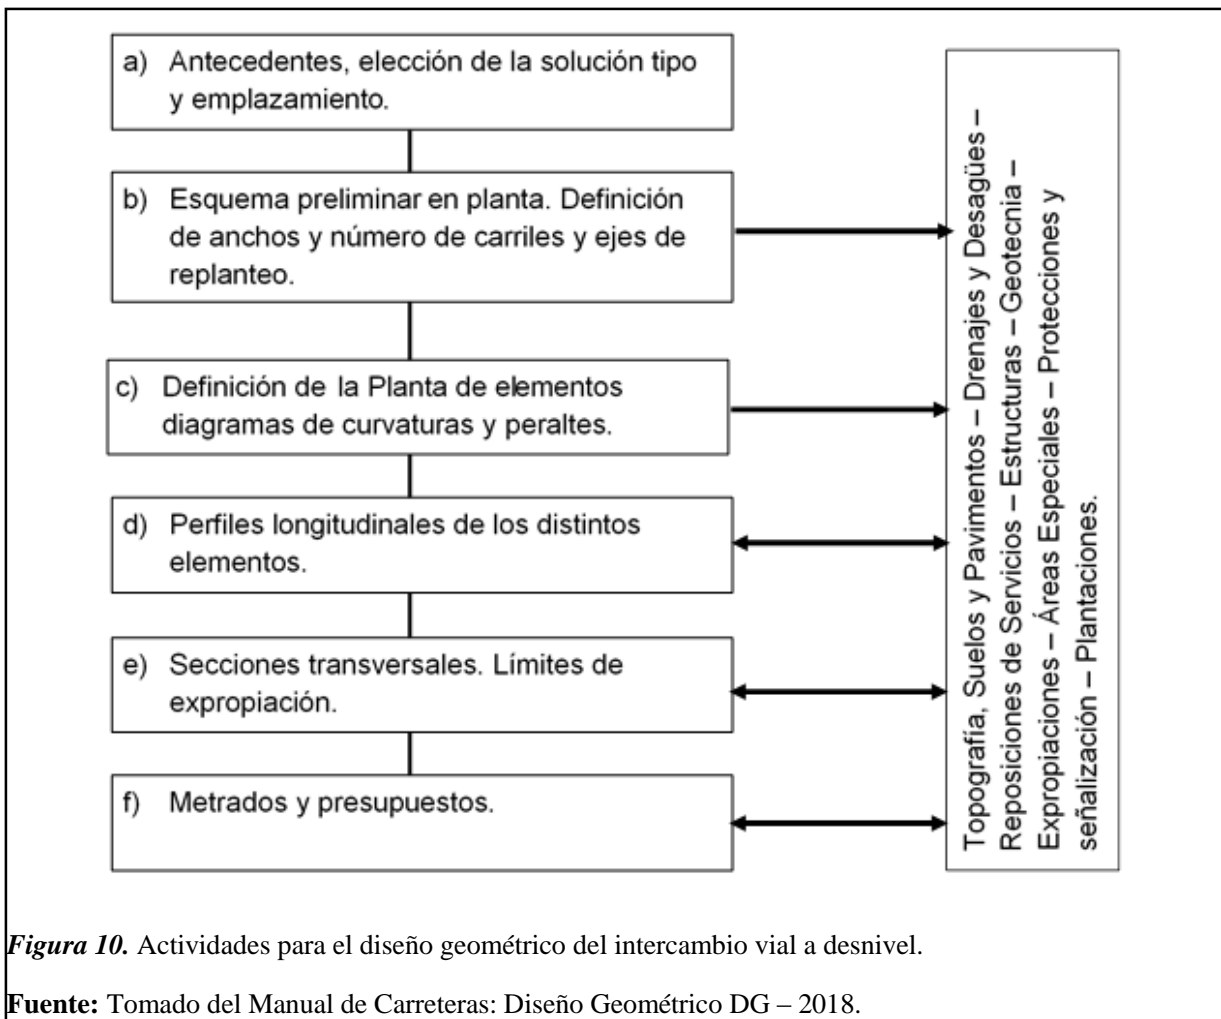 a) Antecedentes, elección de la solución tipo
y emplazamiento.
b) Esquema preliminar en planta. Definición
de anchos y número de carriles y ejes de
replanteo.
c) Definición de la Planta de elementos
diagramas de curvaturas y peraltes.
d) Perfiles longitudinales de los distintos
elementos.
e) Secciones transversales. Límites de
expropiación.
f) Metrados y presupuestos.
Topografía, Suelos y Pavimentos – Drenajes y Desagües –
Reposiciones de Servicios – Estructuras – Geotecnia –
Expropiaciones – Áreas Especiales – Protecciones y
señalización – Plantaciones.
Figura 10. Actividades para el diseño geométrico del intercambio vial a desnivel.
Fuente: Tomado del Manual de Carreteras: Diseño Geométrico DG – 2018.